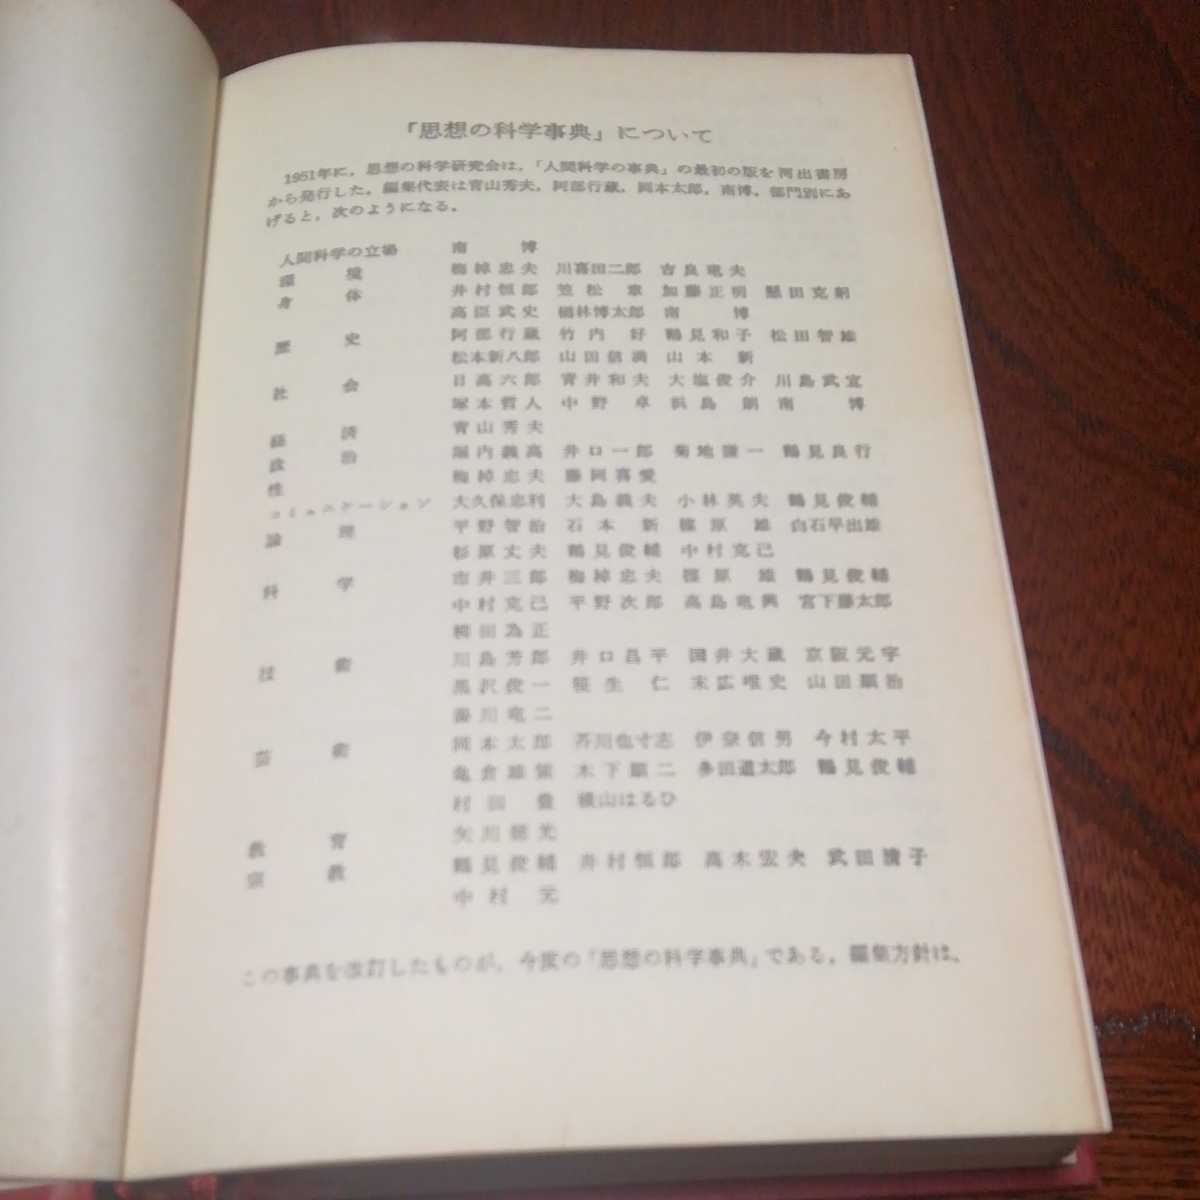 「思想の科学事典」について
1951年に，思想の科学研究会は，「人間科学の事典」の最初の版を河出書房
から発行した。編集代表は青山秀夫，阿部行蔵，岡本太郎，南博。部門別にあ
げると，次のようになる。
人間科学の立場 南 博
環 境 梅棹忠夫 川喜田二郎 吉良竜夫
身 体 井村恒郎 笠松章 加藤正明 懸田克躬
高臣武史 南 博
歴 史 阿部行蔵 竹内好 鶴見和子 松田智雄
松本新八郎 山田信満 山本新
社 会 日高六郎 青井和夫 大塩俊介 川島武宜
塚本哲人 中野卓 浜島朗 南 博
経 済 青山秀夫
政 治 堀内義高 井口一郎 菊地謙一 鶴見良行
性 梅棹忠夫 藤岡喜愛
コミュニケーション 大久保忠利 大島義夫 小林英夫 鶴見俊輔
論 理 平野智治 石本新 篠原雄 白石早出雄
杉原丈夫 鶴見俊輔 中村克己
科 学 市井三郎 梅棹忠夫 篠原雄 鶴見俊輔
中村克己 平野次郎 高島竜興 宮下藤太郎
柳田為正
技 術 川島芳郎 井口昌平 国井大蔵 京阪元宇
黒沢俊一 笹生仁 末広唯史 山田顕治
湯川竜二
芸 術 岡本太郎 芥川也寸志 伊奈信男 今村太平
亀倉雄策 木下順二 多田道太郎 鶴見俊輔
村田豊 横山はるひ
教 育 矢川徳光
宗 教 鶴見俊輔 井村恒郎 高木宏夫 武田清子
中村元
この事典を改訂したものが，今度の「思想の科学事典」である。編集方針は，